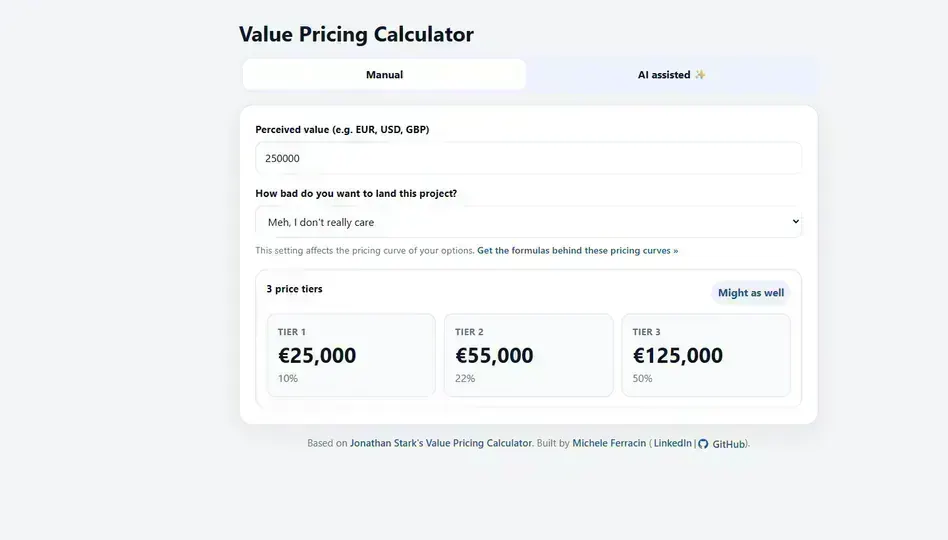 Value Pricing Calculator
Manual
AI assisted ✨
Perceived value (e.g. EUR, USD, GBP)
250000
How bad do you want to land this project?
Meh, I don't really care
This setting affects the pricing curve of your options. Get the formulas behind these pricing curves »
3 price tiers
Might as well
TIER 1
€25,000
10%
TIER 2
€55,000
22%
TIER 3
€125,000
50%
Based on Jonathan Stark's Value Pricing Calculator. Built by Michele Ferracin ( LinkedIn | GitHub).